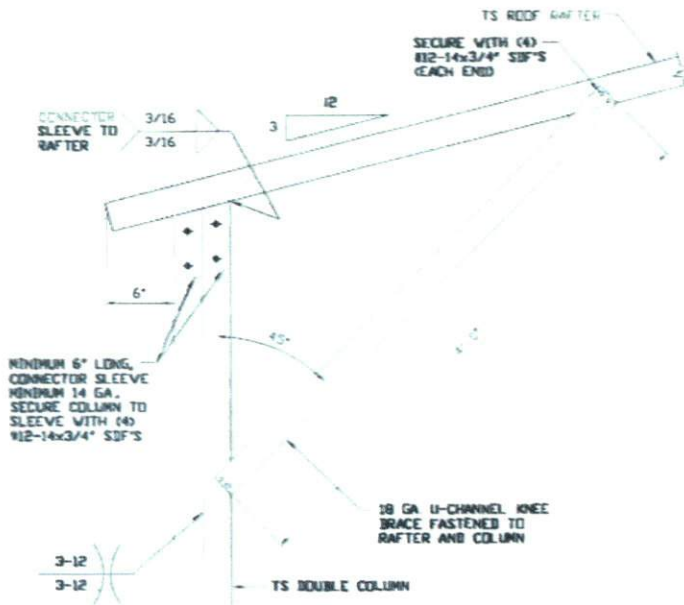 TS ROOF RAFTER
SECURE WITH (4)
#12-14x3/4" SDF'S
(EACH END)
12
3
CONNECTOR
SLEEVE TO
RAFTER
3/16
3/16
6"
45°
MINIMUM 6" LONG,
CONNECTOR SLEEVE
MINIMUM 14 GA.
SECURE COLUMN TO
SLEEVE WITH (4)
#12-14x3/4" SDF'S
18 GA U-CHANNEL KNEE
BRACE FASTENED TO
RAFTER AND COLUMN
3-12
3-12
TS DOUBLE COLUMN